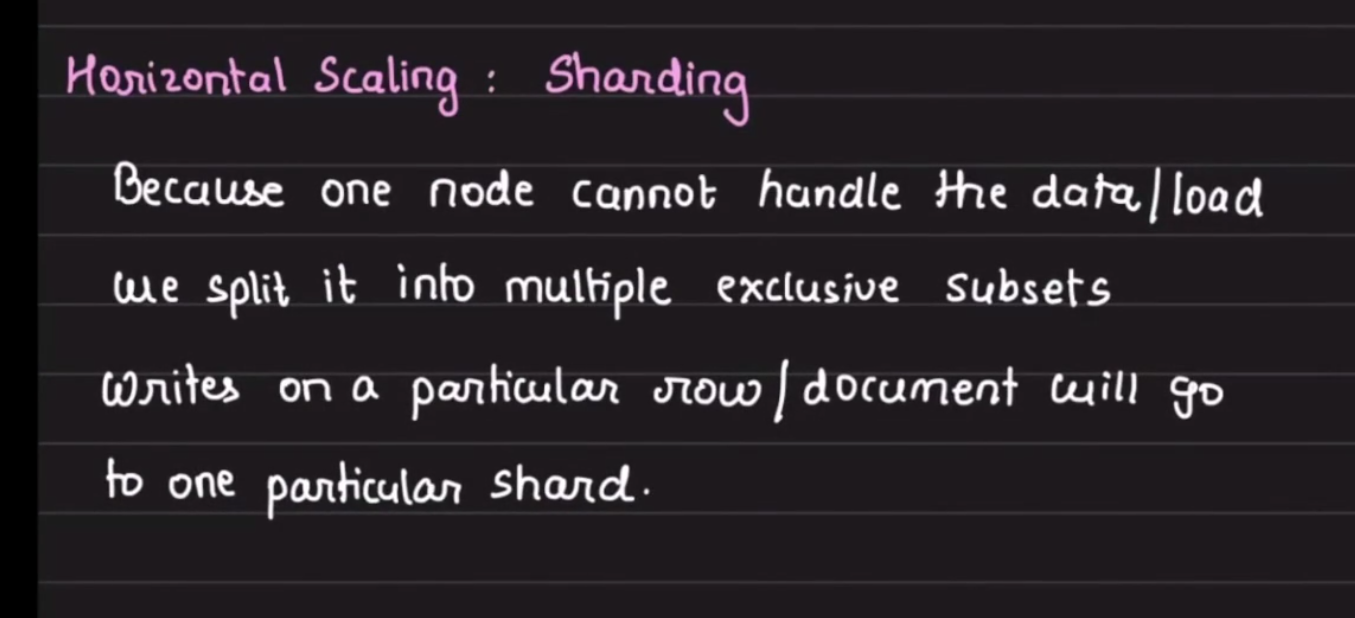 Horizontal Scaling : Sharding
Because one node cannot handle the data/load
we split it into multiple exclusive subsets
Writes on a particular row/document will go
to one particular shard.